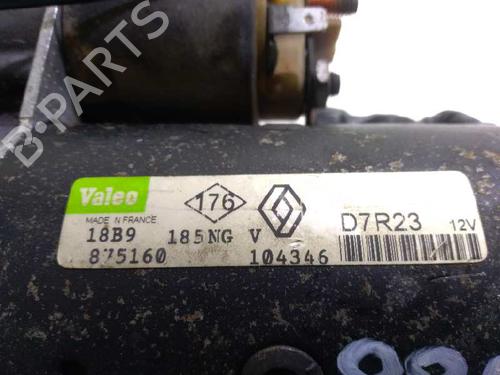 B-PARTS
Valeo 176 D7R23 12V
MADE IN FRANCE
18B9 185NG V
875160 104346